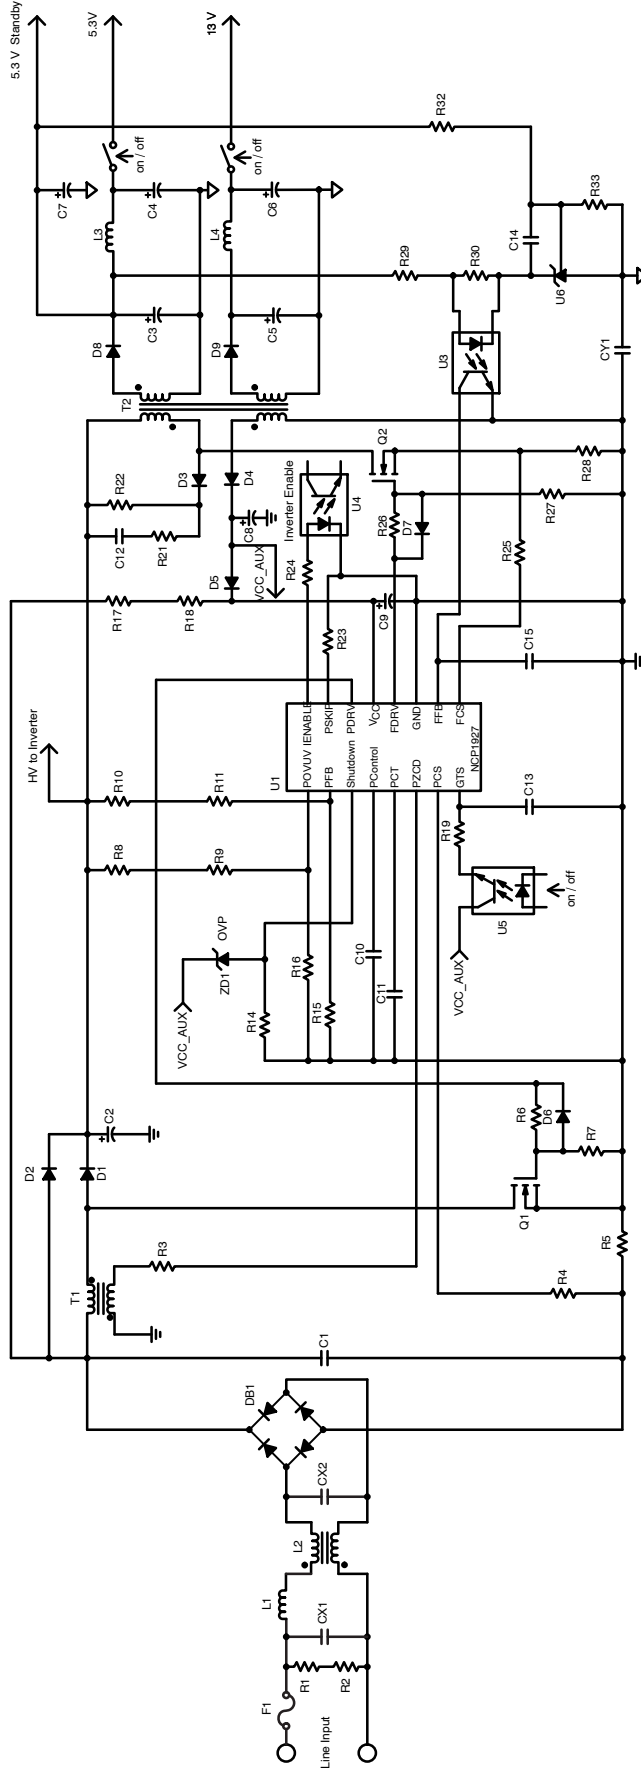 5.3 V Standby
5.3V
13 V
on / off
on / off
R32
C7
L3
C4
L4
C6
C14
R33
R29
R30
D8
C3
D9
C5
U3
U6
CY1
T2
Q2
R22
D3
D4
Inverter Enable
U4
R28
C12
R21
C8
R26
D7
R27
R25
D5
VCC_AUX
R24
R17
R18
C9
R23
C15
HV to Inverter
U1
POVUV
IENABLE
PFB
PSKIP
Shutdown
PDRV
PControl
VCC
PCT
FDRV
PZCD
GND
PCS
FFB
GTS
FCS
NCP1927
R10
R11
R8
R9
R19
C13
U5
on / off
VCC_AUX
OVP
ZD1
VCC_AUX
R16
R14
R15
C10
C11
D2
D1
C2
R6
D6
R7
Q1
T1
R3
R5
R4
C1
DB1
CX2
L2
L1
CX1
R1
R2
F1
Line Input